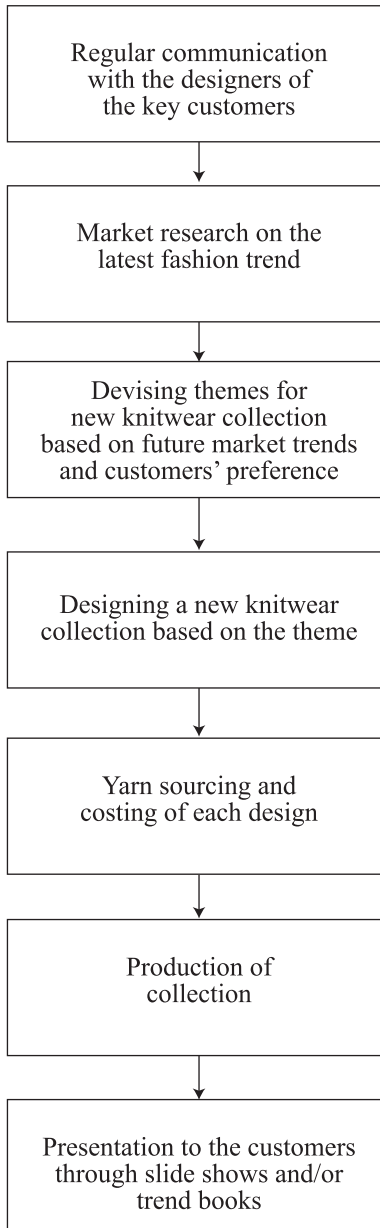 Regular communication
with the designers of
the key customers
Market research on the
latest fashion trend
Devising themes for
new knitwear collection
based on future market trends
and customers’ preference
Designing a new knitwear
collection based on the theme
Yarn sourcing and
costing of each design
Production of
collection
Presentation to the customers
through slide shows and/or
trend books